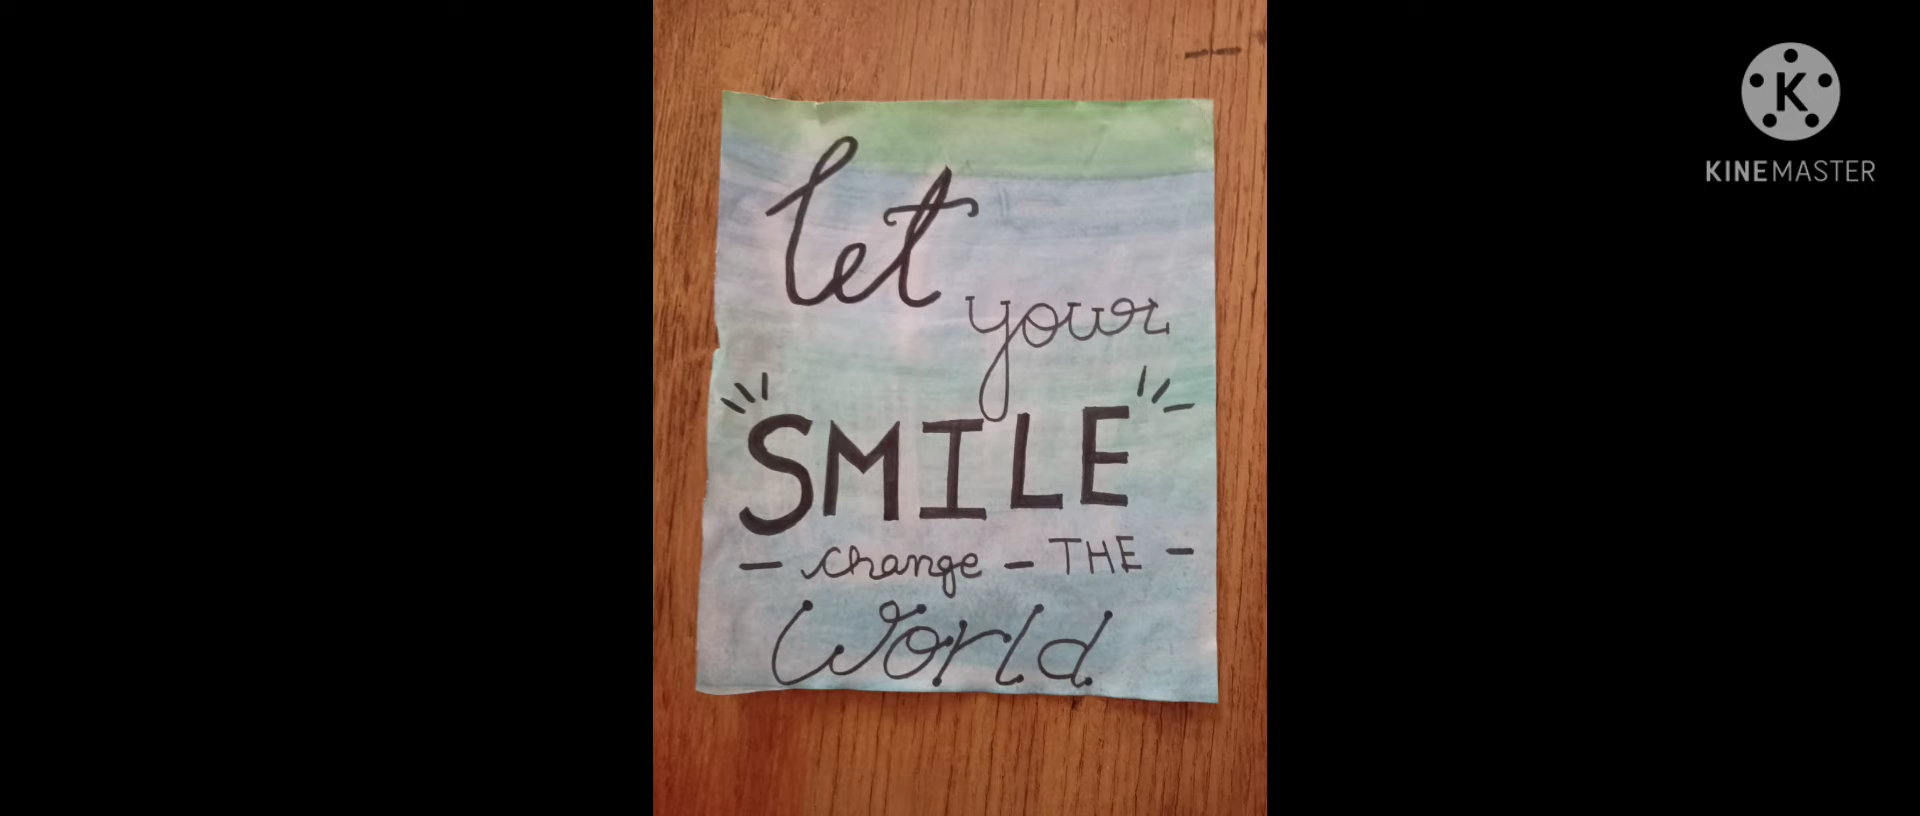 let
your
SMILE
- change - THE -
World
KINEMASTER